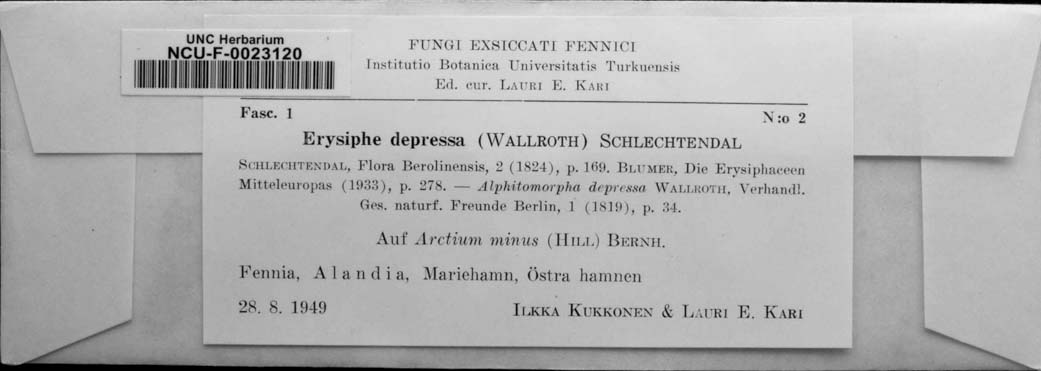 UNC Herbarium
NCU-F-0023120
FUNGI EXSICCATI FENNICI
Institutio Botanica Universitatis Turkuensis
Ed. cur. LAURI E. KARI
Fasc. 1 N:o 2
Erysiphe depressa (WALLROTH) SCHLECHTENDAL
SCHLECHTENDAL, Flora Berolinensis, 2 (1824), p. 169. BLUMER, Die Erysiphaceen
Mitteleuropas (1933), p. 278. — Alphitomorpha depressa WALLROTH, Verhandl.
Ges. naturf. Freunde Berlin, 1 (1819), p. 34.
Auf Arctium minus (HILL) BERNH.
Fennia, Alandia, Mariehamn, Östra hamnen
28. 8. 1949 ILKKA KUKKONEN & LAURI E. KARI